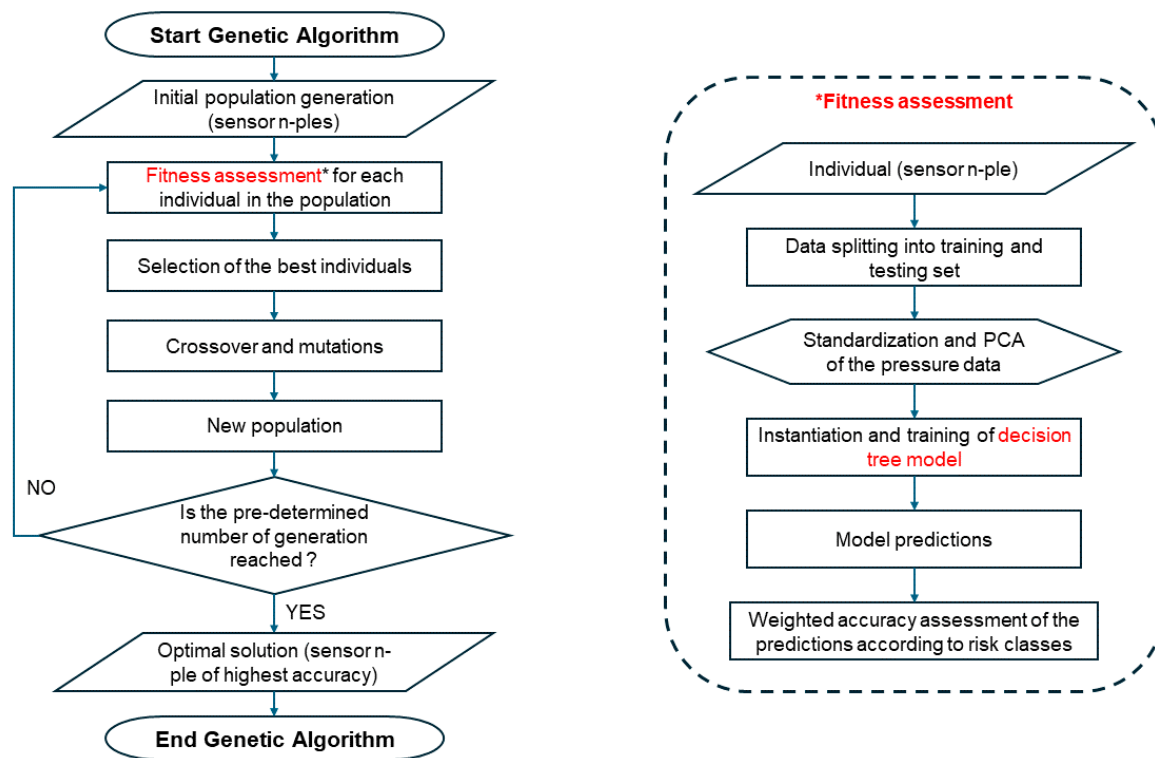 Start Genetic Algorithm
Initial population generation
(sensor n-ples)
Fitness assessment* for each
individual in the population
Selection of the best individuals
Crossover and mutations
New population
NO
Is the pre-determined
number of generation
reached ?
YES
Optimal solution (sensor n-
ple of highest accuracy)
End Genetic Algorithm
*Fitness assessment
Individual (sensor n-ple)
Data splitting into training and
testing set
Standardization and PCA
of the pressure data
Instantiation and training of decision
tree model
Model predictions
Weighted accuracy assessment of the
predictions according to risk classes